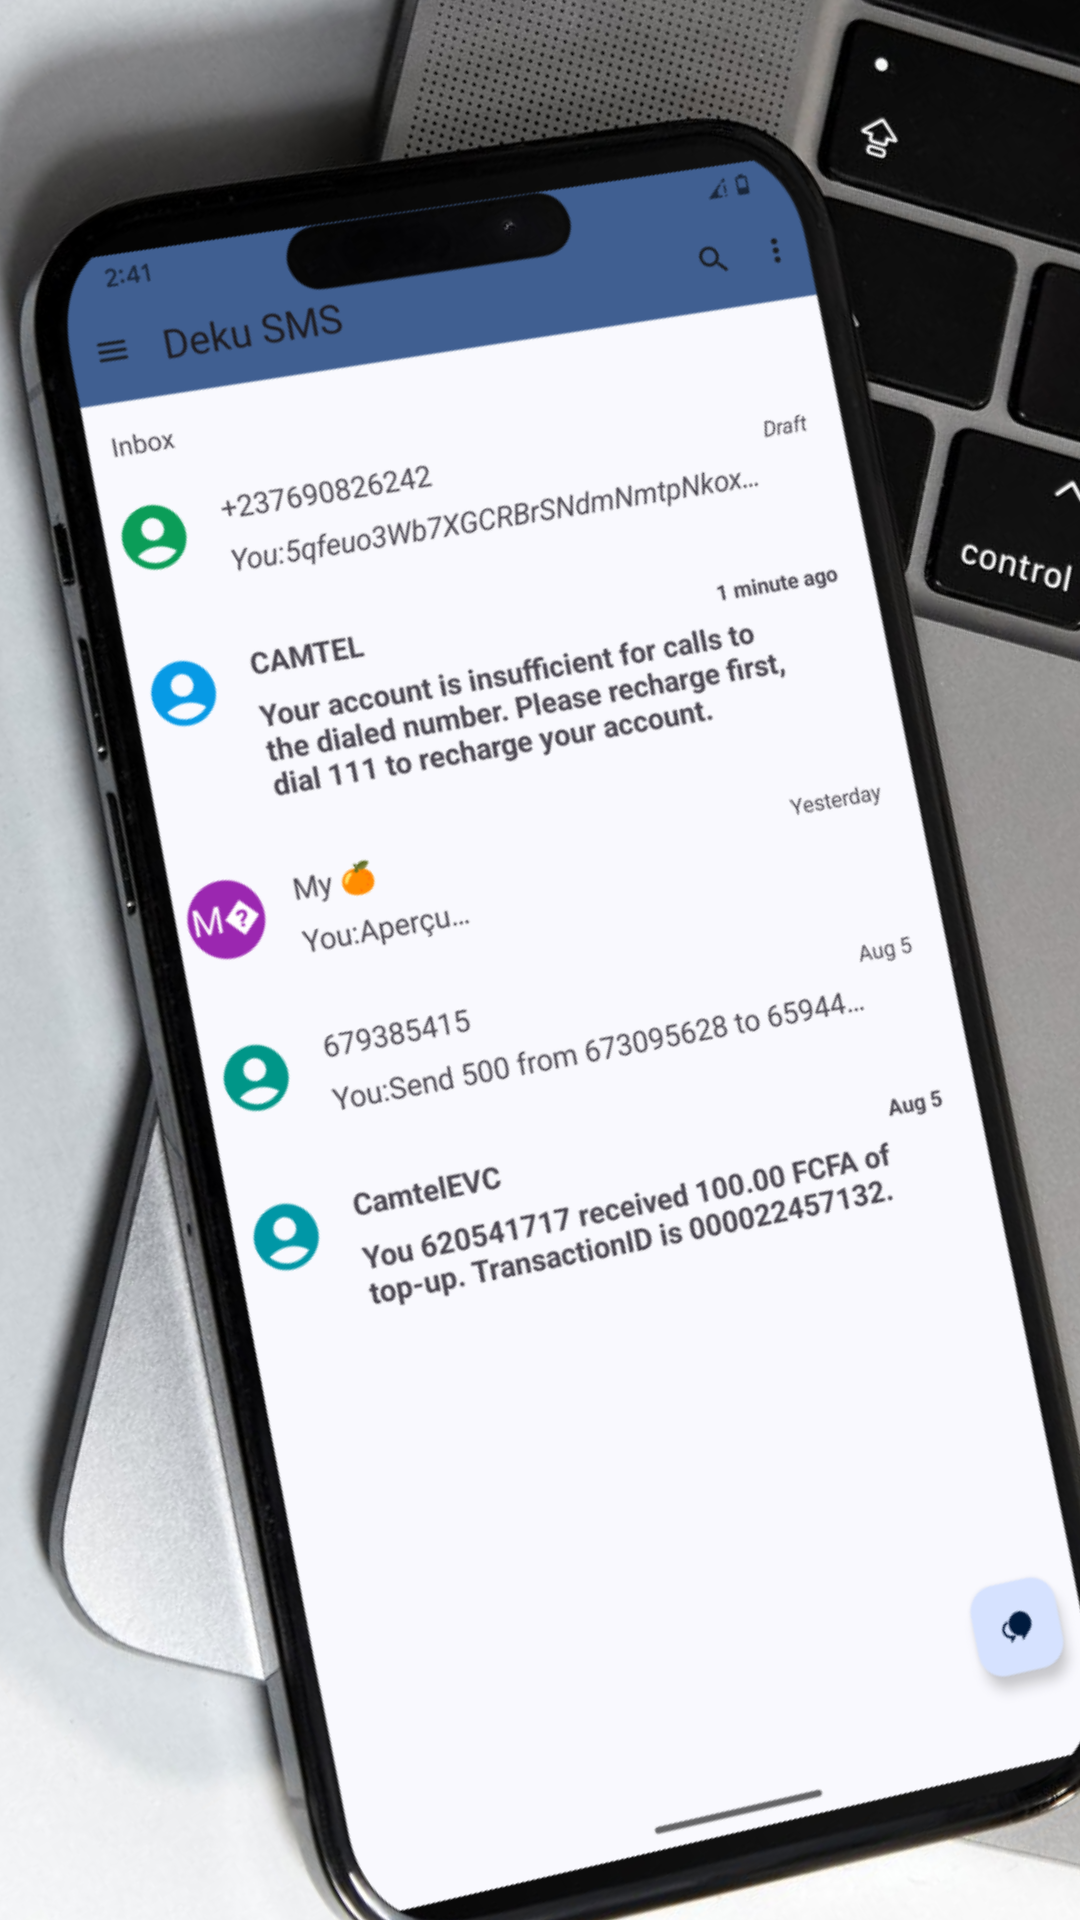 2:41
Deku SMS
Inbox
Draft
+237690826242
You:5qfeuo3Wb7XGCRBrSNdmNmtpNkox...
1 minute ago
CAMTEL
Your account is insufficient for calls to
the dialed number. Please recharge first,
dial 111 to recharge your account.
Yesterday
M�
My 🍊
You:Aperçu...
Aug 5
679385415
You:Send 500 from 673095628 to 65944...
Aug 5
CamtelEVC
You 620541717 received 100.00 FCFA of
top-up. TransactionID is 000022457132.
control